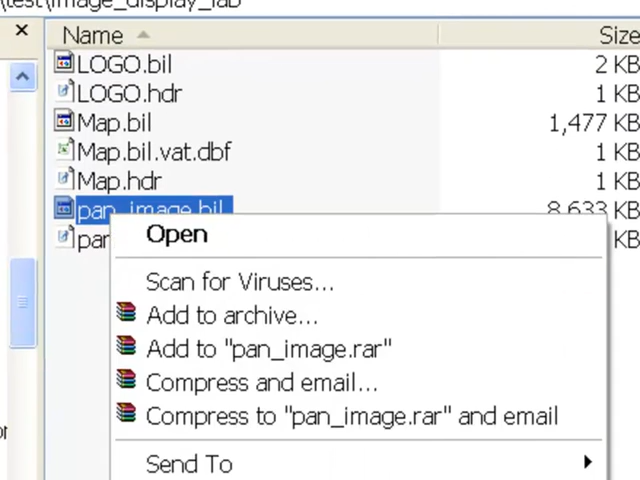 \test\image_display_lab
Name Size
LOGO.bil 2 KB
LOGO.hdr 1 KB
Map.bil 1,477 KB
Map.bil.vat.dbf 1 KB
Map.hdr 1 KB
pan_image.bil 8,633 KB
pan KB
Open
Scan for Viruses...
Add to archive...
Add to "pan_image.rar"
Compress and email...
Compress to "pan_image.rar" and email
Send To